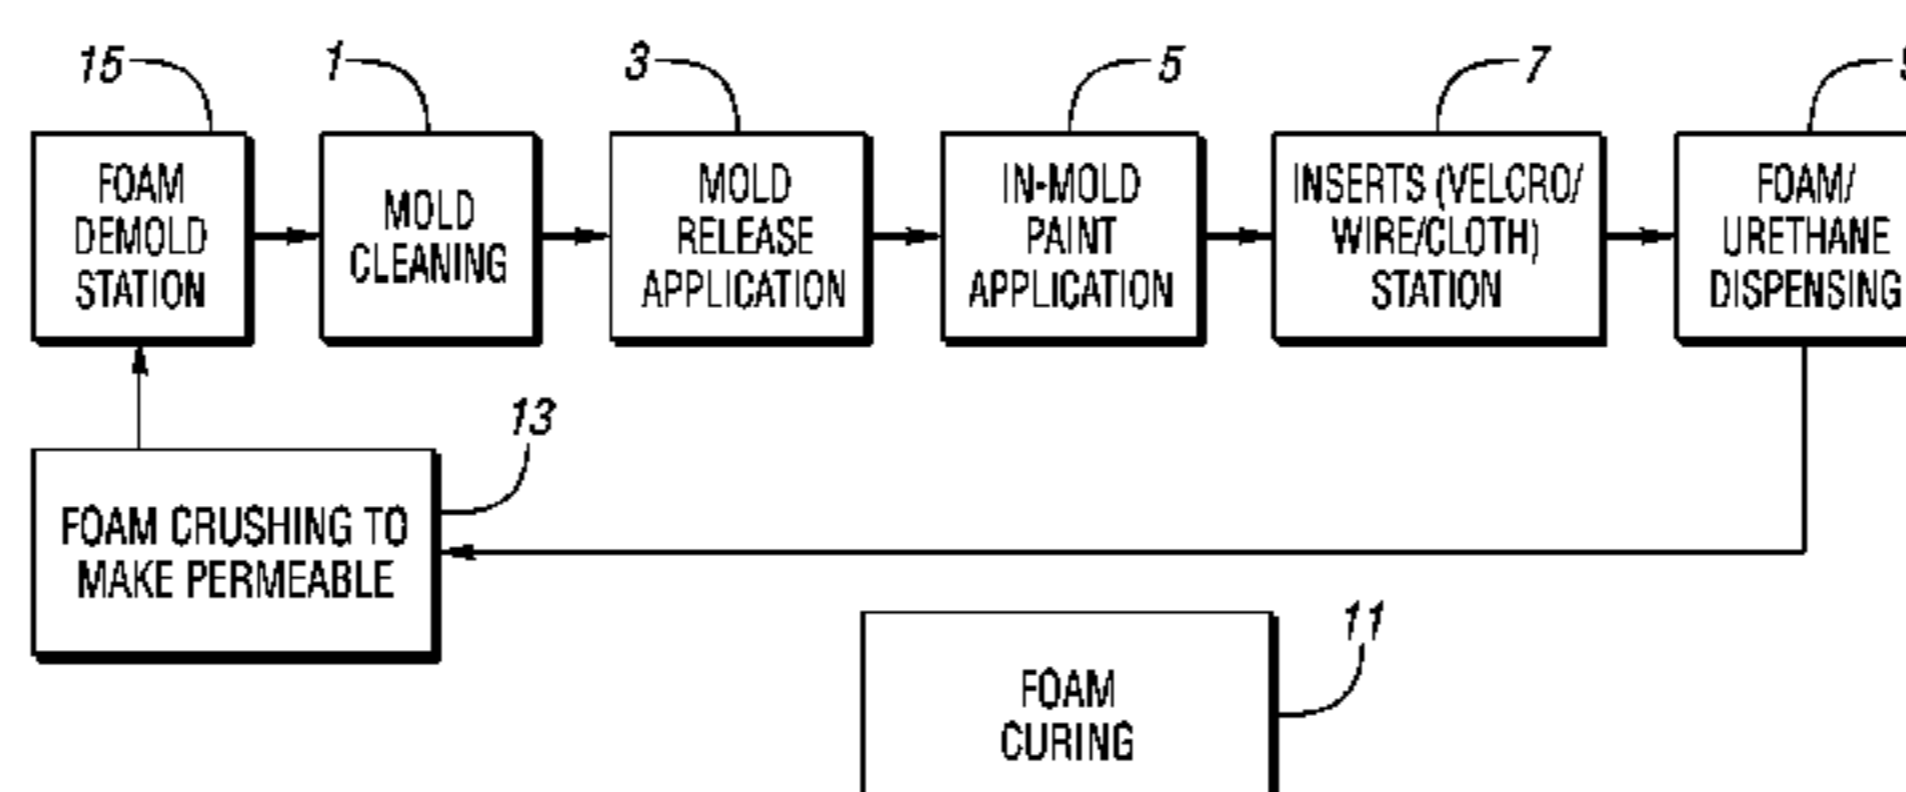 15
1
3
5
7
FOAM
DEMOLD
STATION
MOLD
CLEANING
MOLD
RELEASE
APPLICATION
IN-MOLD
PAINT
APPLICATION
INSERTS (VELCRO/
WIRE/CLOTH)
STATION
FOAM/
URETHANE
DISPENSING
13
FOAM CRUSHING TO
MAKE PERMEABLE
11
FOAM
CURING